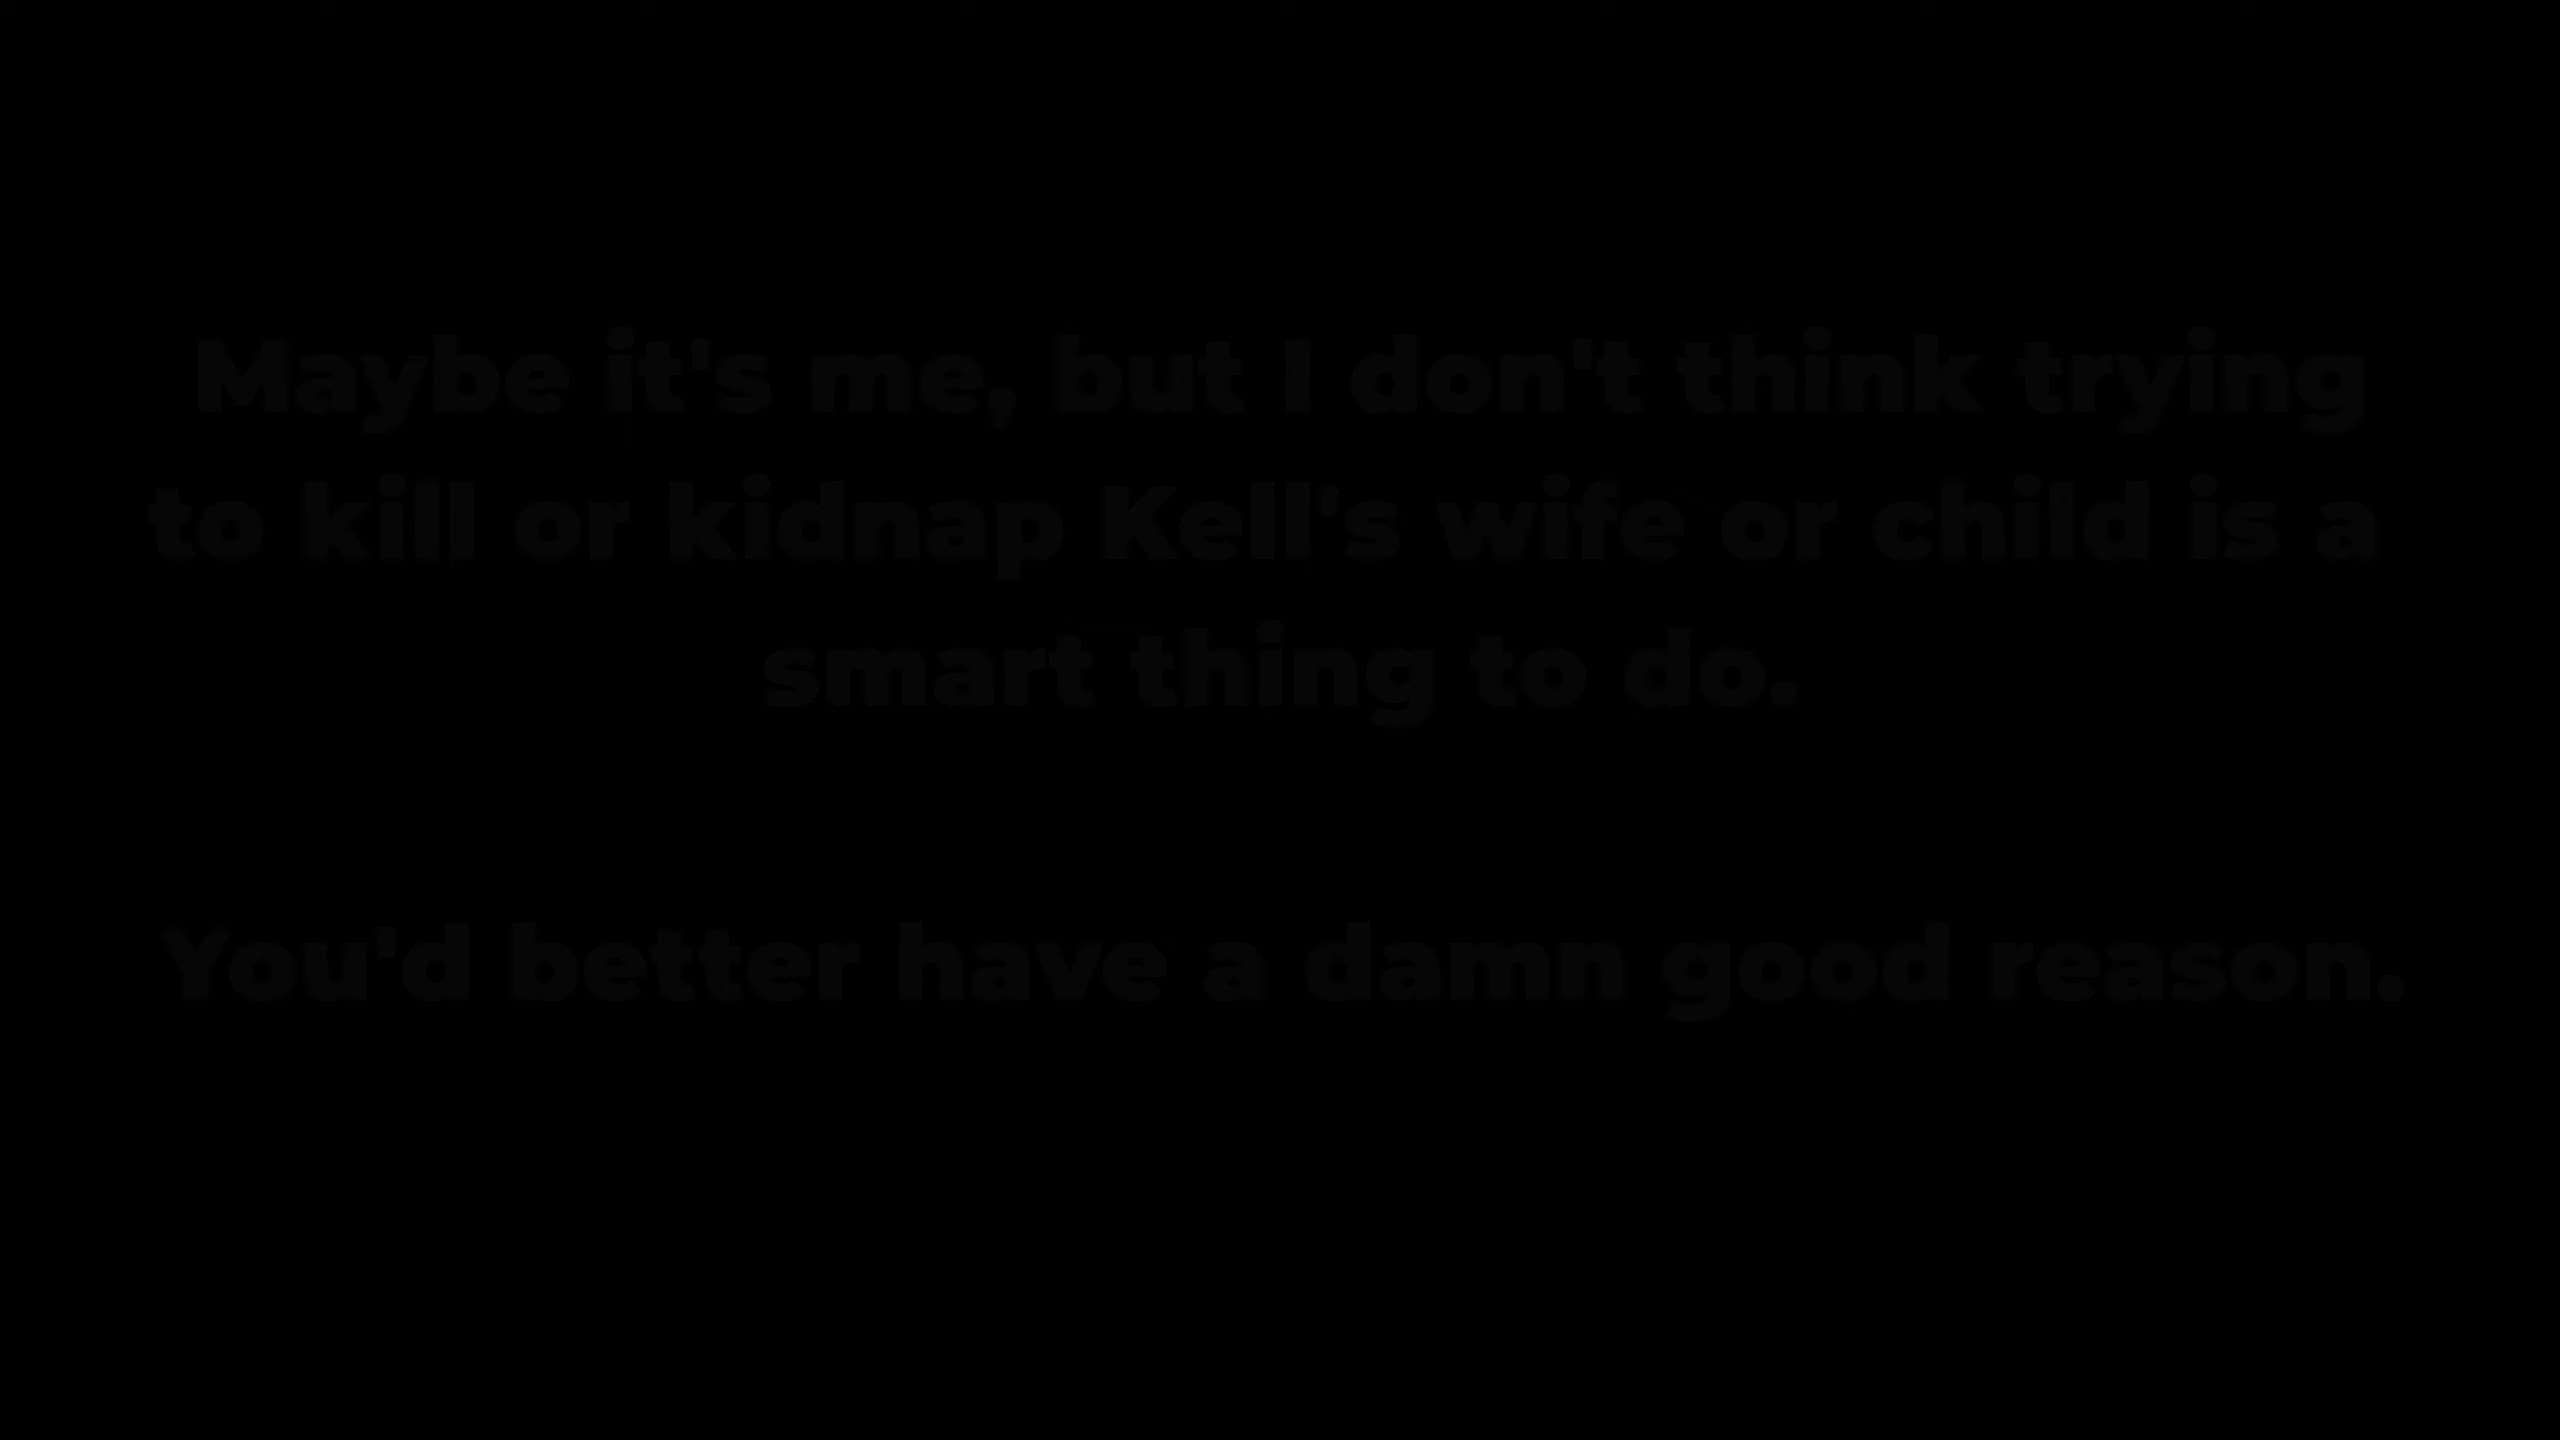 Maybe it's me, but I don't think trying
to kill or kidnap Kell's wife or child is a
smart thing to do.
You'd better have a damn good reason.